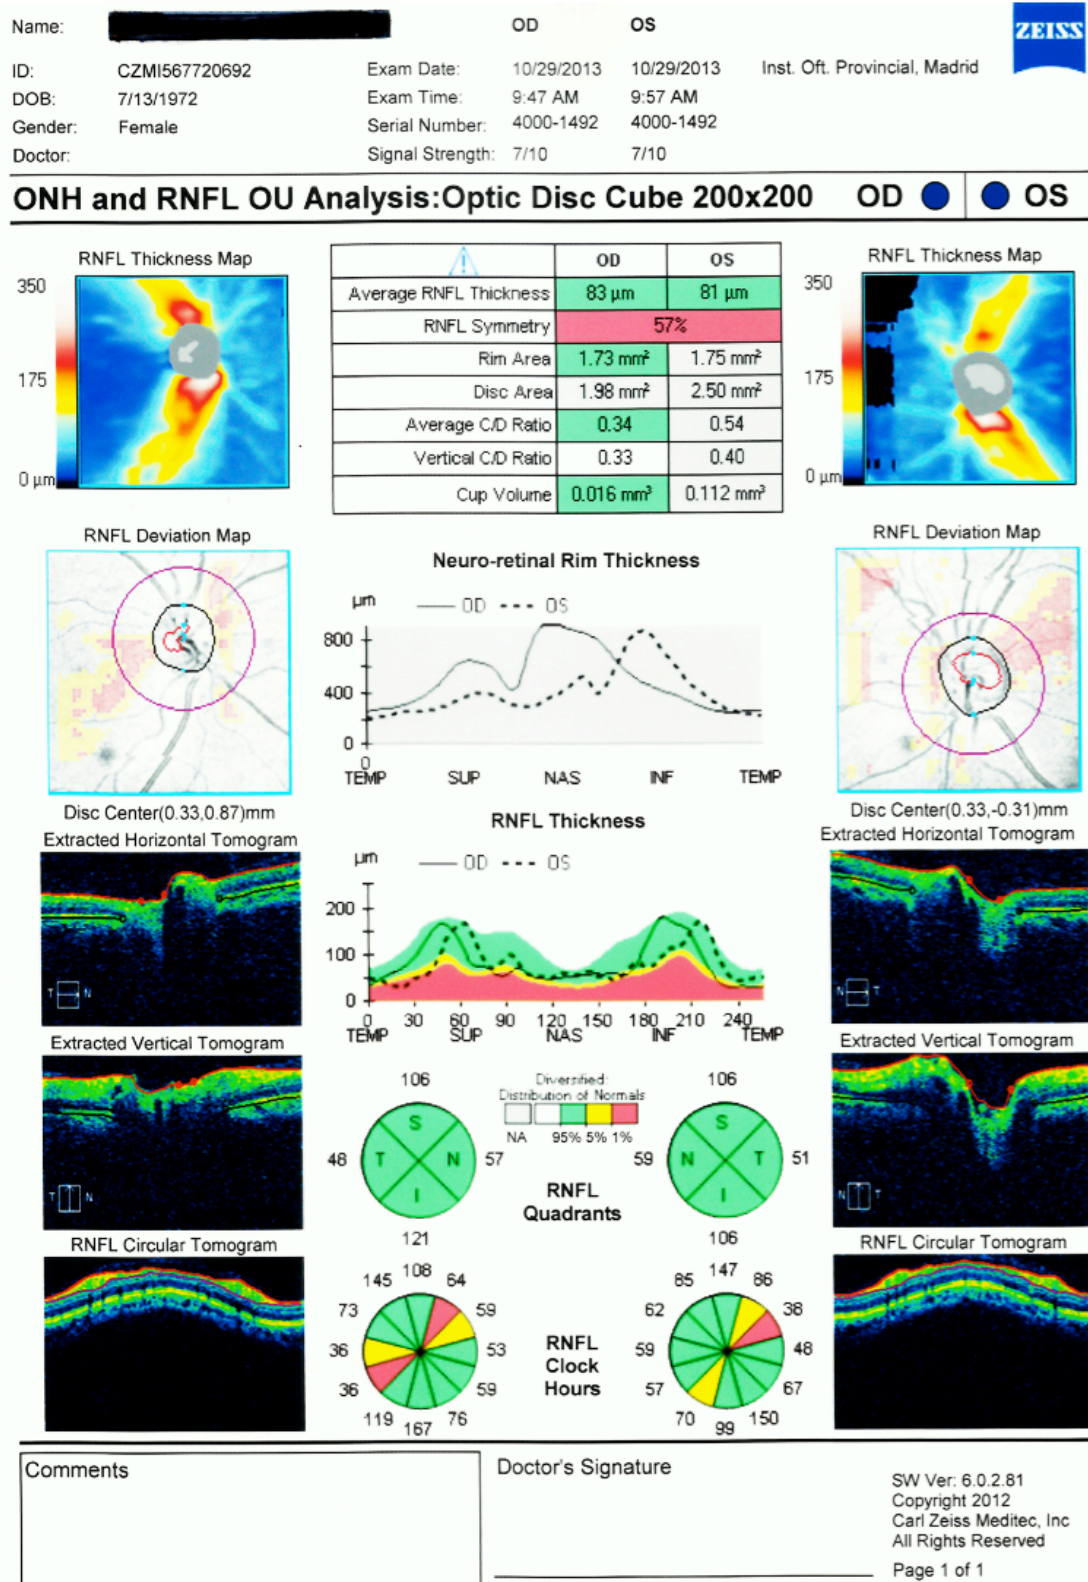 Name:
OD OS
ZEISS
ID: CZMI567720692 Exam Date: 10/29/2013 10/29/2013 Inst. Oft. Provincial, Madrid
DOB: 7/13/1972 Exam Time: 9:47 AM 9:57 AM
Gender: Female Serial Number: 4000-1492 4000-1492
Doctor: Signal Strength: 7/10 7/10
ONH and RNFL OU Analysis:Optic Disc Cube 200x200 OD OS
RNFL Thickness Map
350
175
0 µm
OD OS
Average RNFL Thickness 83 µm 81 µm
RNFL Symmetry 57%
Rim Area 1.73 mm² 1.75 mm²
Disc Area 1.98 mm² 2.50 mm²
Average C/D Ratio 0.34 0.54
Vertical C/D Ratio 0.33 0.40
Cup Volume 0.016 mm³ 0.112 mm³
RNFL Thickness Map
350
175
0 µm
RNFL Deviation Map
Disc Center(0.33,0.87)mm
Neuro-retinal Rim Thickness
µm OD OS
800
400
0
0
TEMP SUP NAS INF TEMP
RNFL Deviation Map
Disc Center(0.33,-0.31)mm
Extracted Horizontal Tomogram
T N
RNFL Thickness
µm OD OS
200
100
0
0 30 60 90 120 150 180 210 240
TEMP SUP NAS INF TEMP
Extracted Horizontal Tomogram
N T
Extracted Vertical Tomogram
T N
106
48 S T N I 57
121
Diversified:
Distribution of Normals
NA 95% 5% 1%
RNFL
Quadrants
106
59 S N T I 51
106
Extracted Vertical Tomogram
N T
RNFL Circular Tomogram
145 108 64
73 59
36 53
36 59
119 167 76
RNFL
Clock
Hours
85 147 86
62 38
59 48
57 67
70 99 150
RNFL Circular Tomogram
Comments
Doctor's Signature
SW Ver: 6.0.2.81
Copyright 2012
Carl Zeiss Meditec, Inc
All Rights Reserved
Page 1 of 1